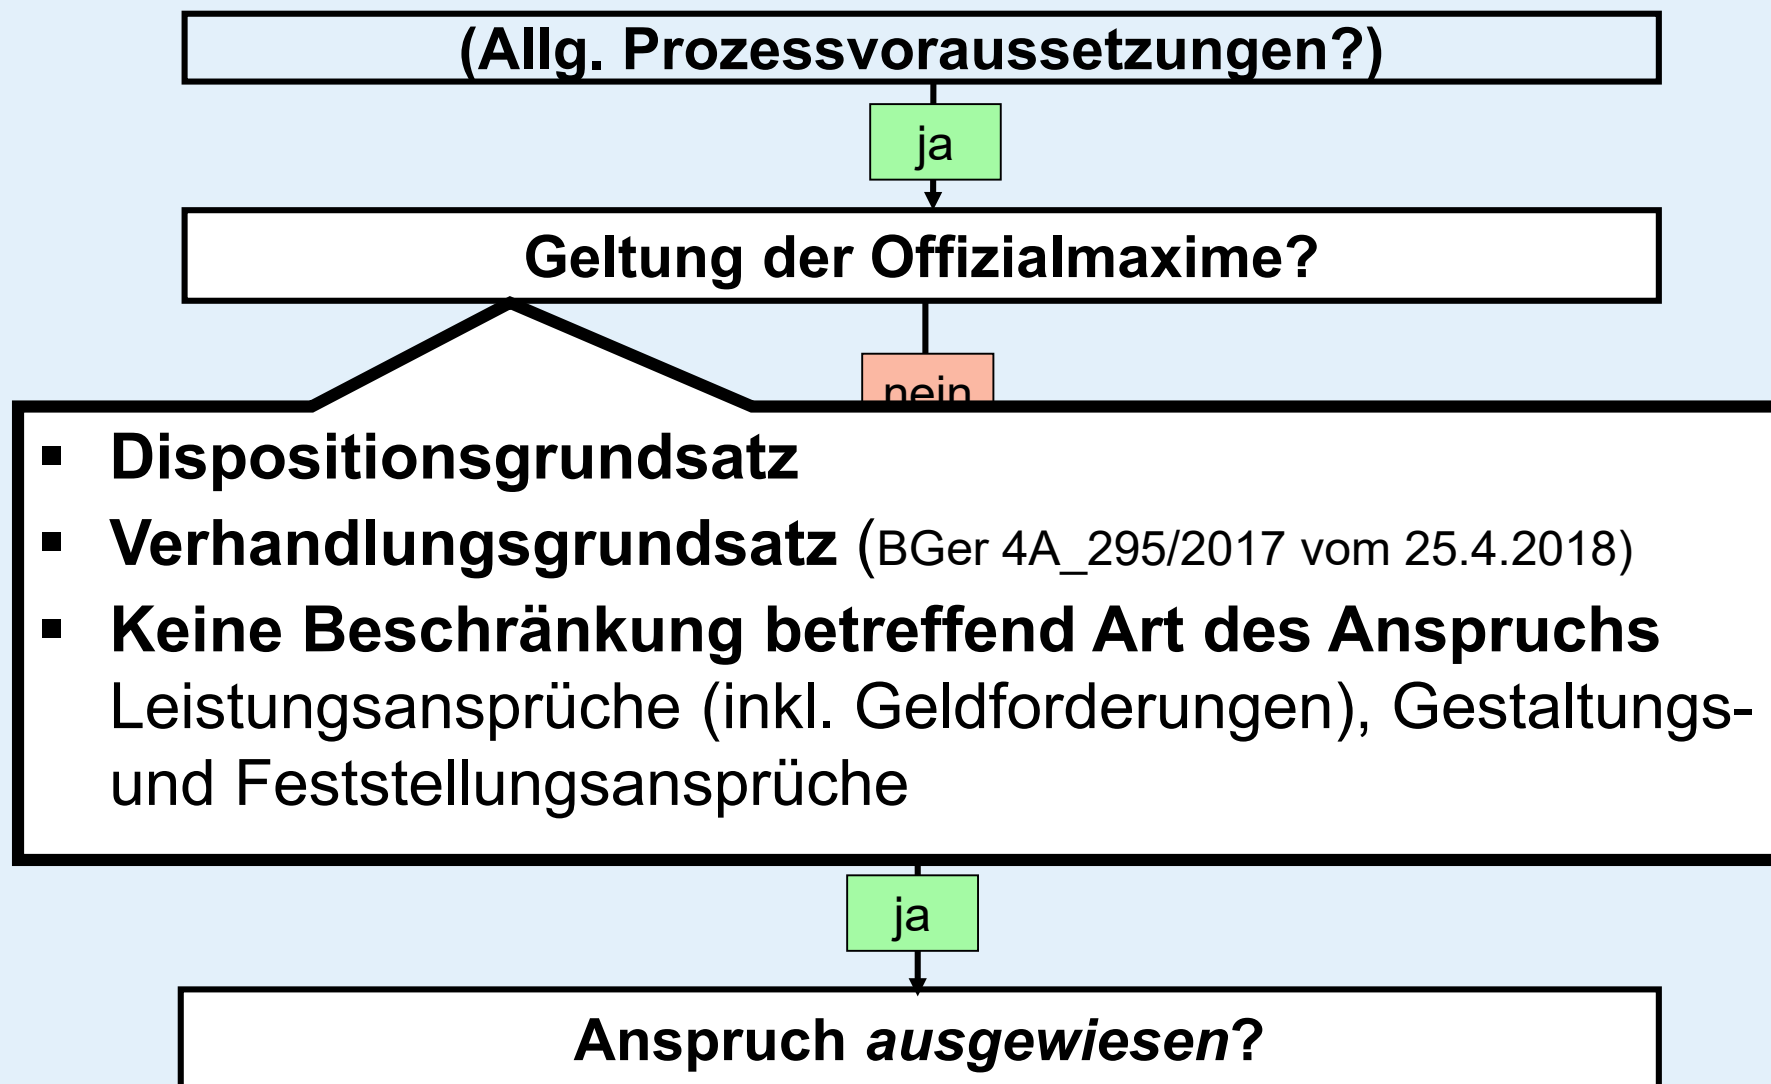 (Allg. Prozessvoraussetzungen?)
ja
Geltung der Offizialmaxime?
nein
▪ Dispositionsgrundsatz
▪ Verhandlungsgrundsatz (BGer 4A_295/2017 vom 25.4.2018)
▪ Keine Beschränkung betreffend Art des Anspruchs
Leistungsansprüche (inkl. Geldforderungen), Gestaltungs-
und Feststellungsansprüche
ja
Anspruch ausgewiesen?